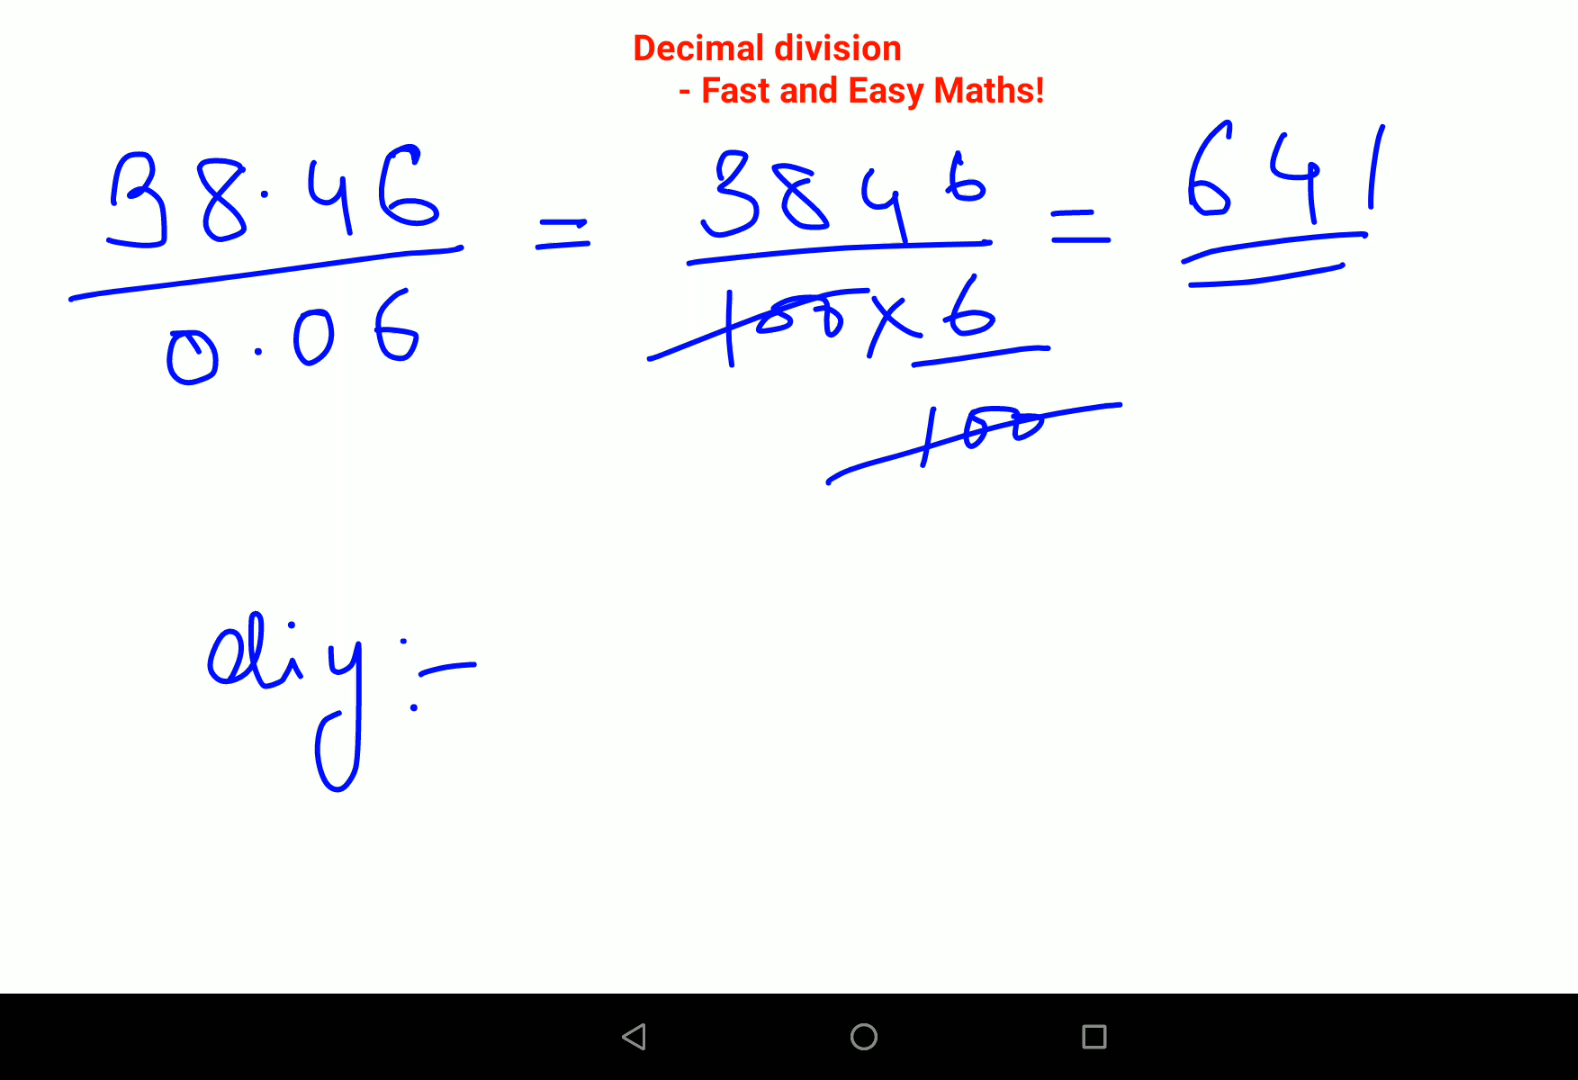 Decimal division
- Fast and Easy Maths!
38.46 / 0.06 = 3846 / (100 × 6/100) = 641
diy :-